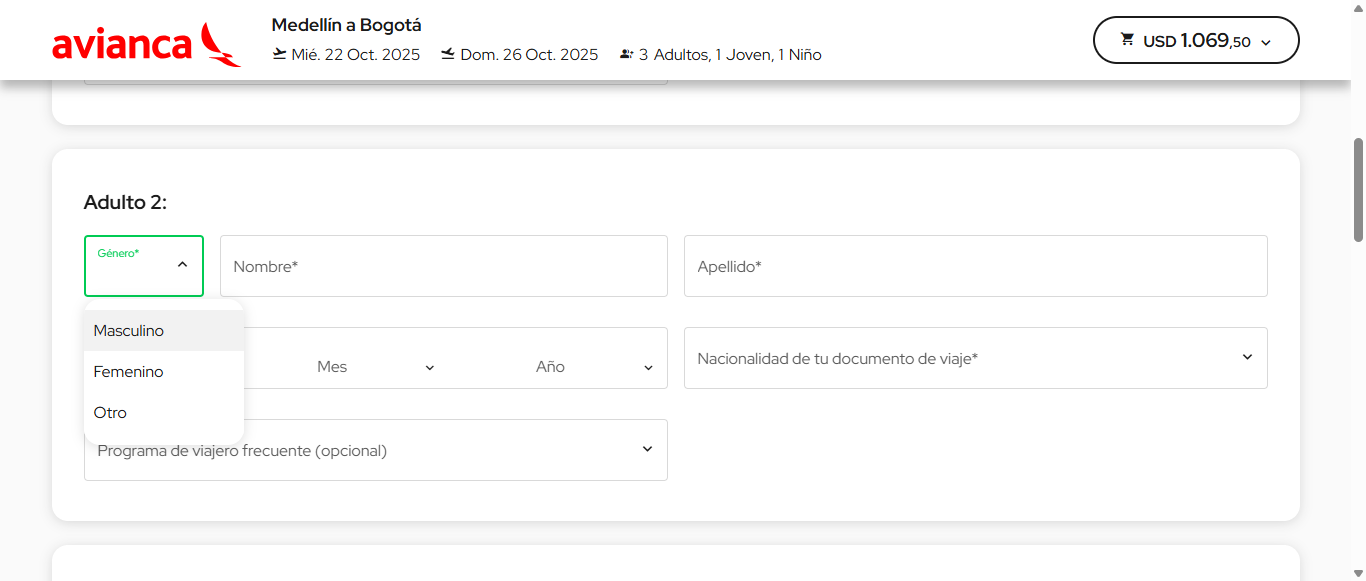 avianca
Medellín a Bogotá
Mié. 22 Oct. 2025 Dom. 26 Oct. 2025 3 Adultos, 1 Joven, 1 Niño
USD 1.069,50
Adulto 2:
Género*
Nombre*
Apellido*
Masculino
Femenino
Otro
Mes
Año
Nacionalidad de tu documento de viaje*
Programa de viajero frecuente (opcional)